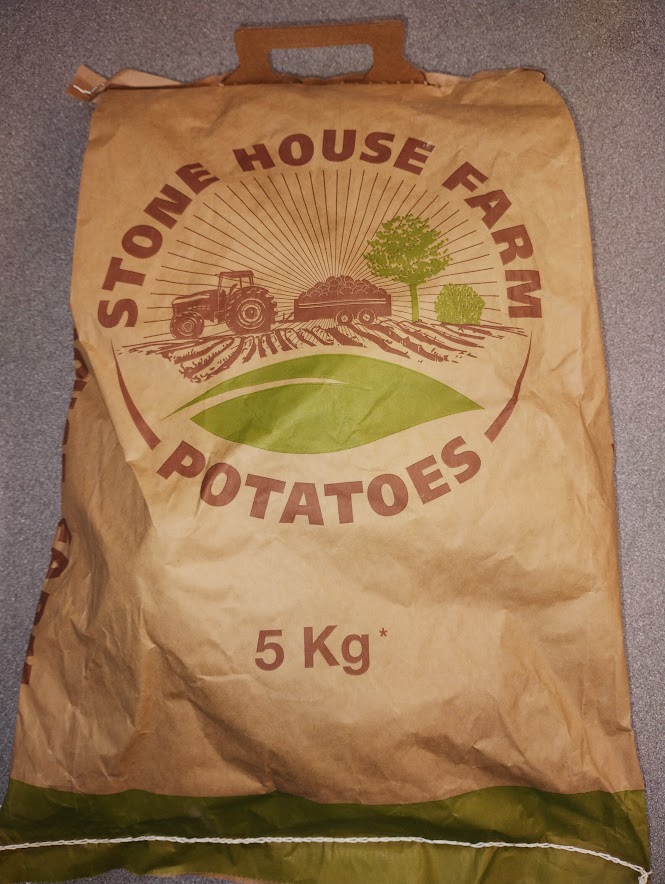 STONE HOUSE FARM
POTATOES
5 Kg*